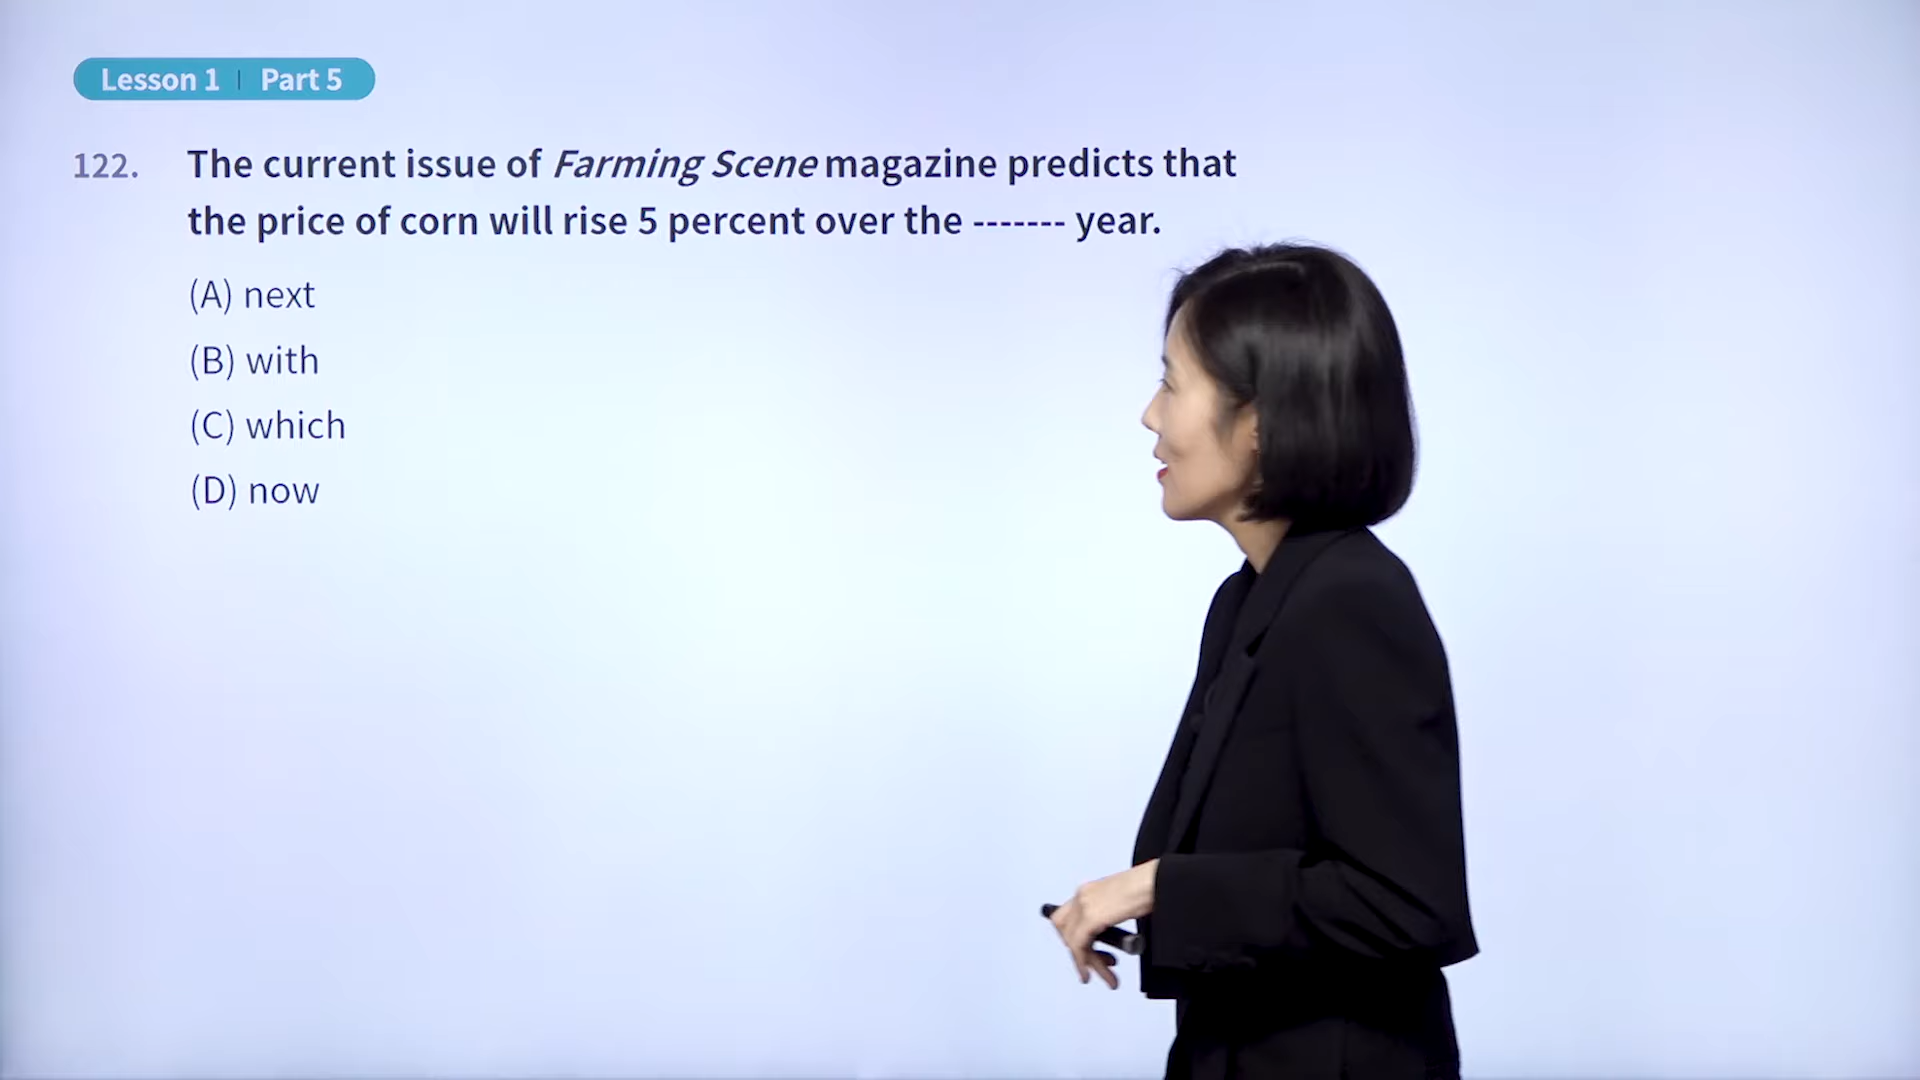 Lesson 1 | Part 5
122. The current issue of Farming Scene magazine predicts that
the price of corn will rise 5 percent over the ------- year.
(A) next
(B) with
(C) which
(D) now